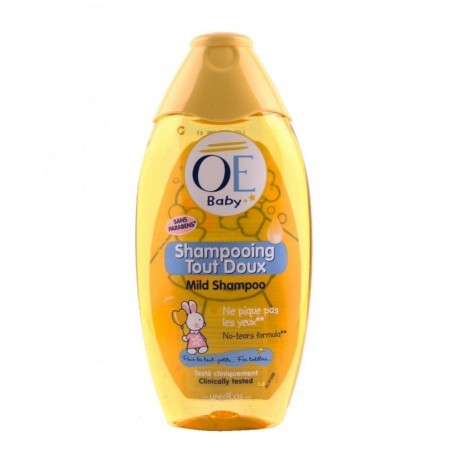 OE
Baby
SANS
PARABENS*
Shampooing
Tout Doux
Mild Shampoo
Ne pique pas
les yeux**
No-tears formula**
Pour les tout-petits... For toddlers...
Testé cliniquement
Clinically tested